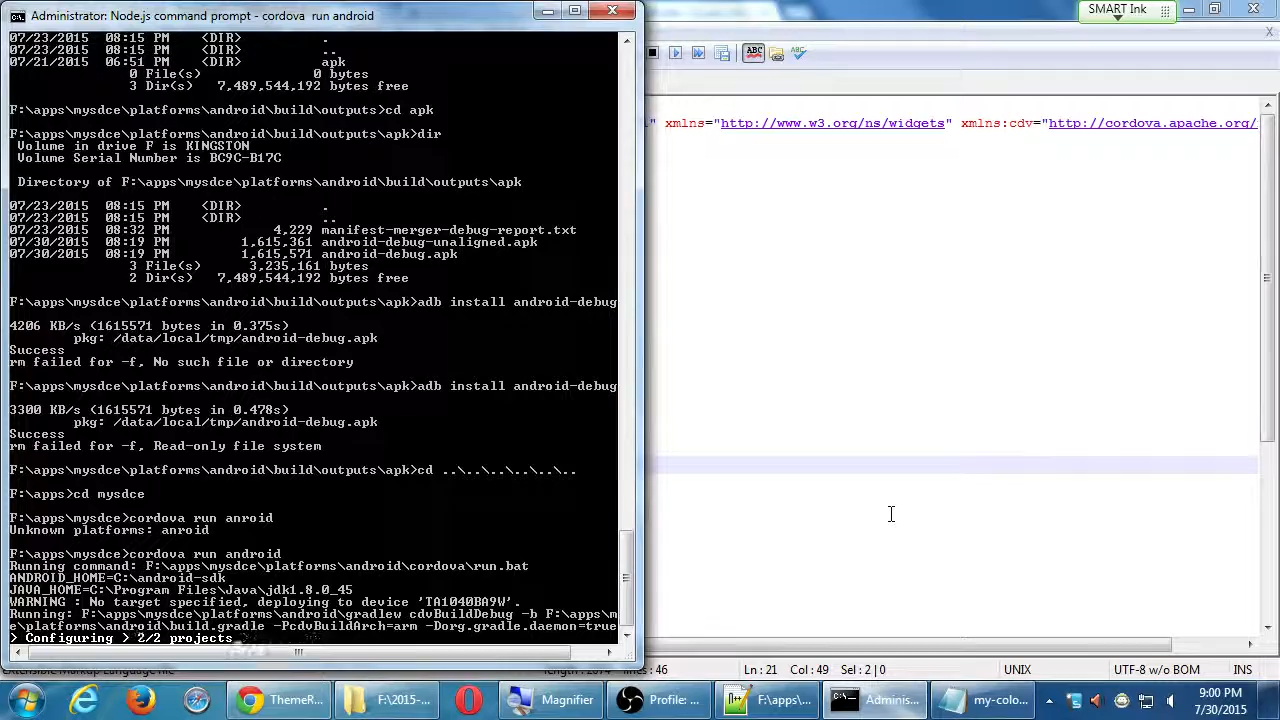 Administrator: Node.js command prompt - cordova  run android
SMART Ink
07/23/2015  08:15 PM    <DIR>          .
07/23/2015  08:15 PM    <DIR>          ..
07/22/2015  06:51 PM    <DIR>          apk
0 File(s)              0 bytes
3 Dir(s)   7,489,544,192 bytes free
F:\apps\mysdce\platforms\android\build\outputs>cd apk
xmlns="http://www.w3.org/ns/widgets" xmlns:cdv="http://cordova.apache.org/
F:\apps\mysdce\platforms\android\build\outputs\apk>dir
Volume in drive F is KINGSTON
Volume Serial Number is BC9C-B17C
Directory of F:\apps\mysdce\platforms\android\build\outputs\apk
07/23/2015  08:15 PM    <DIR>          .
07/23/2015  08:15 PM    <DIR>          ..
07/23/2015  08:32 PM             4,229 manifest-merger-debug-report.txt
07/30/2015  08:19 PM         1,615,361 android-debug-unaligned.apk
07/30/2015  08:19 PM         1,615,571 android-debug.apk
3 File(s)      3,235,161 bytes
2 Dir(s)   7,489,544,192 bytes free
F:\apps\mysdce\platforms\android\build\outputs\apk>adb install android-debug
4206 KB/s (1615571 bytes in 0.375s)
pkg: /data/local/tmp/android-debug.apk
Success
rm failed for -f, No such file or directory
F:\apps\mysdce\platforms\android\build\outputs\apk>adb install android-debug
3300 KB/s (1615571 bytes in 0.478s)
pkg: /data/local/tmp/android-debug.apk
Success
rm failed for -f, Read-only file system
F:\apps\mysdce\platforms\android\build\outputs\apk>cd ..\..\..\..\..\..
F:\apps>cd mysdce
F:\apps\mysdce>cordova run anroid
Unknown platforms: anroid
F:\apps\mysdce>cordova run android
Running command: F:\apps\mysdce\platforms\android\cordova\run.bat
ANDROID_HOME=C:\android-sdk
JAVA_HOME=C:\Program Files\Java\jdk1.8.0_45
WARNING : No target specified, deploying to device 'TA1040BA9W'.
Running: F:\apps\mysdce\platforms\android\gradlew cdvBuildDebug -b F:\apps\m
e\platforms\android\build.gradle -PcdvBuildArch=arm -Dorg.gradle.daemon=true
> Configuring > 2/2 projects
lines : 46 Ln : 21 Col : 49 Sel : 2 | 0 UNIX UTF-8 w/o BOM INS
ThemeR... F:\2015-... Magnifier Profile: ... F:\apps\... Adminis... my-colo... 9:00 PM
7/30/2015